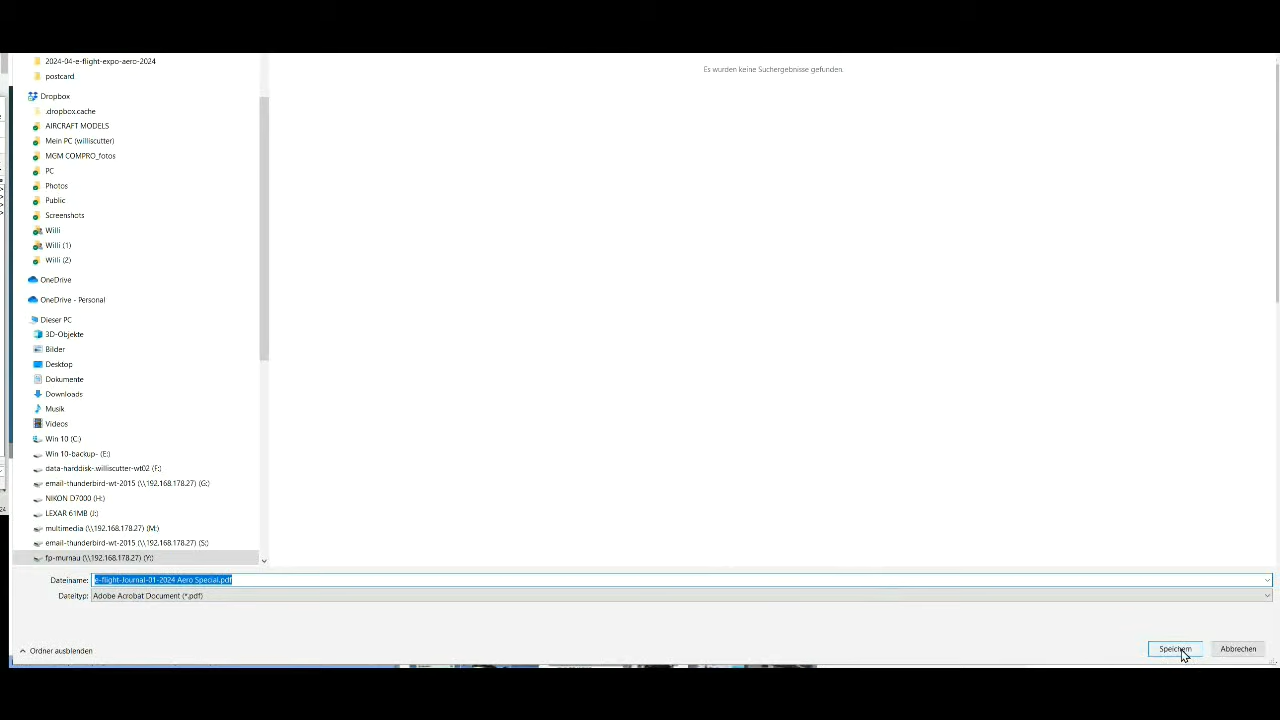 2024-04-e-flight-expo-aero-2024
Es wurden keine Suchergebnisse gefunden.
postcard
Dropbox
.dropbox.cache
AIRCRAFT MODELS
Mein PC (williscutter)
MGM COMPRO_fotos
PC
Photos
Public
Screenshots
Willi
Willi (1)
Willi (2)
OneDrive
OneDrive - Personal
Dieser PC
3D-Objekte
Bilder
Desktop
Dokumente
Downloads
Musik
Videos
Win 10 (C:)
Win 10-backup- (E:)
data-harddisk-.williscutter-wt02 (F:)
email-thunderbird-wt-2015 (\\192.168.178.27) (G:)
NIKON D7000 (H:)
LEXAR 61MB (J:)
multimedia (\\192.168.178.27) (M:)
email-thunderbird-wt-2015 (\\192.168.178.27) (S:)
fp-murnau (\\192.168.178.27) (Y:)
Dateiname: e-flight-Journal-01-2024 Aero Special.pdf
Dateityp: Adobe Acrobat Document (*.pdf)
Ordner ausblenden
Speichern
Abbrechen